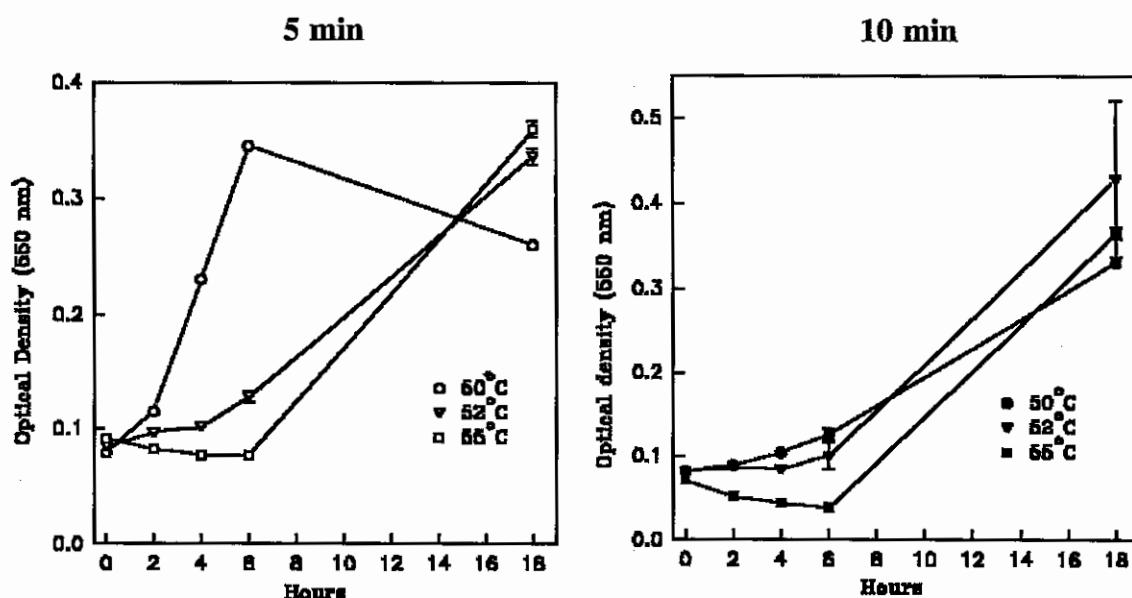 5 min
10 min
Optical Density (550 nm)
0.4
0.3
0.2
0.1
0.0
50°C
52°C
55°C
0 2 4 6 8 10 12 14 16 18
Hours
Optical density (550 nm)
0.5
0.4
0.3
0.2
0.1
0.0
50°C
52°C
55°C
0 2 4 6 8 10 12 14 16 18
Hours